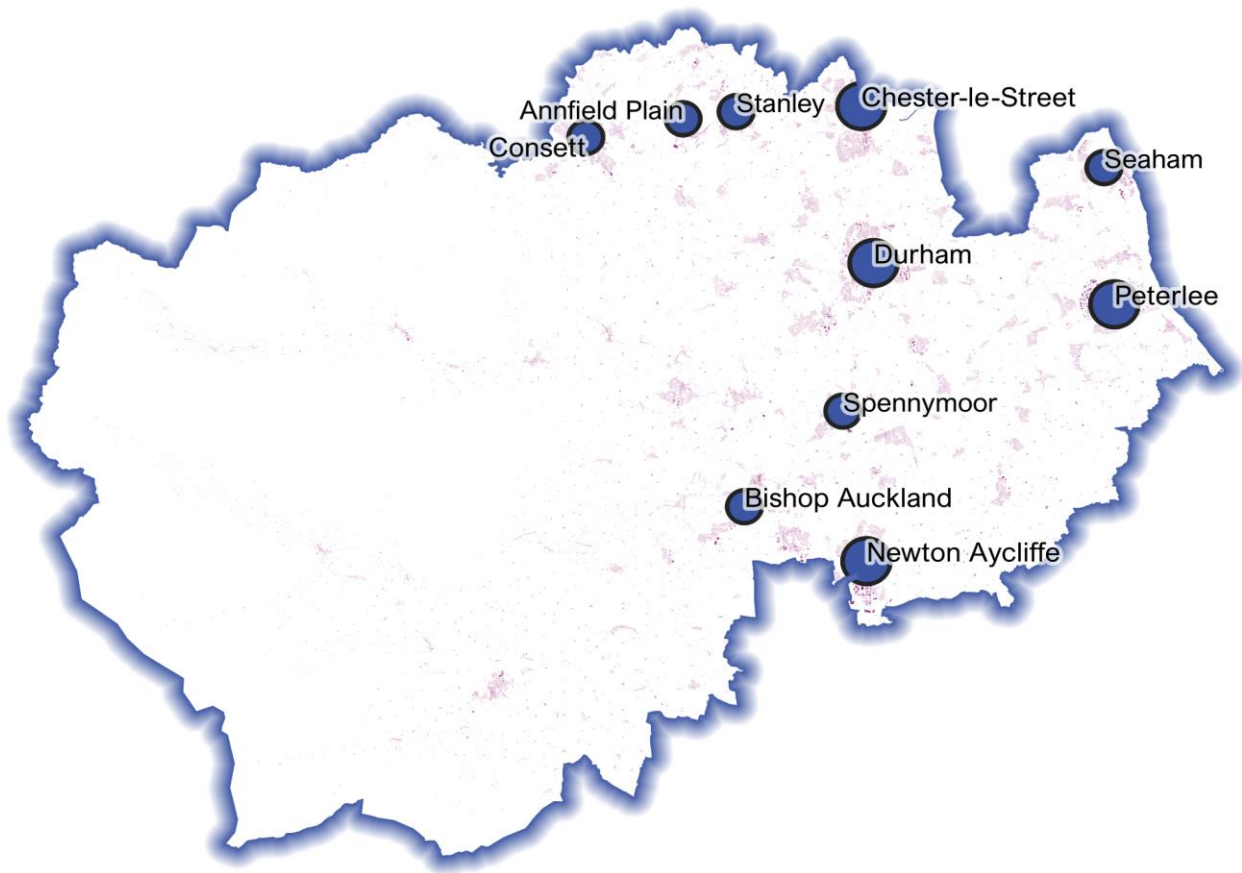 Chester-le-Street
Annfield Plain
Stanley
Consett
Seaham
Durham
Peterlee
Spennymoor
Bishop Auckland
Newton Aycliffe